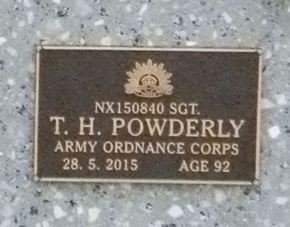 NX150840 SGT.
T. H. POWDERLY
ARMY ORDNANCE CORPS
28. 5. 2015 AGE 92